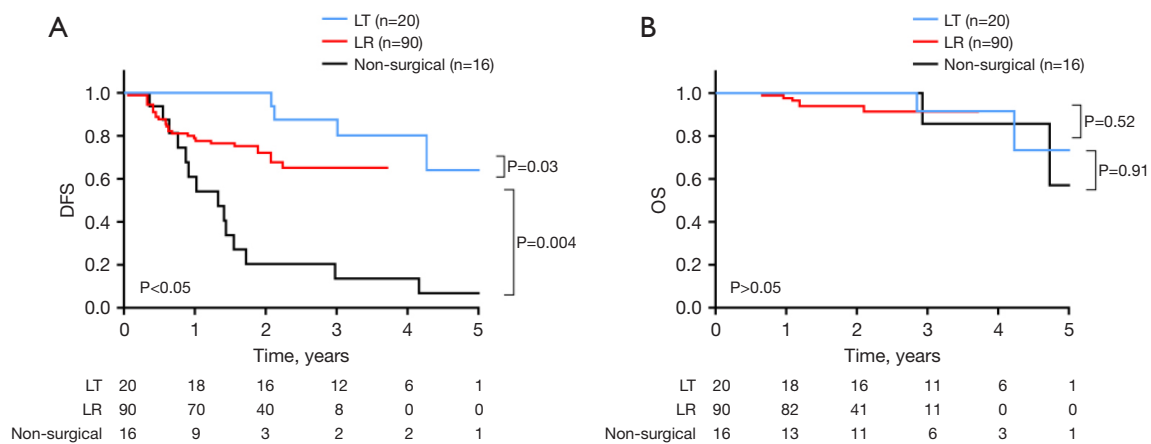 A
LT (n=20)
LR (n=90)
Non-surgical (n=16)
DFS
1.0
0.8
0.6
0.4
0.2
0.0
P=0.03
P=0.004
P<0.05
0 1 2 3 4 5
Time, years
LT 20 18 16 12 6 1
LR 90 70 40 8 0 0
Non-surgical 16 9 3 2 2 1
B
LT (n=20)
LR (n=90)
Non-surgical (n=16)
OS
1.0
0.8
0.6
0.4
0.2
0.0
P=0.52
P=0.91
P>0.05
0 1 2 3 4 5
Time, years
LT 20 18 16 11 6 1
LR 90 82 41 11 0 0
Non-surgical 16 13 11 6 3 1